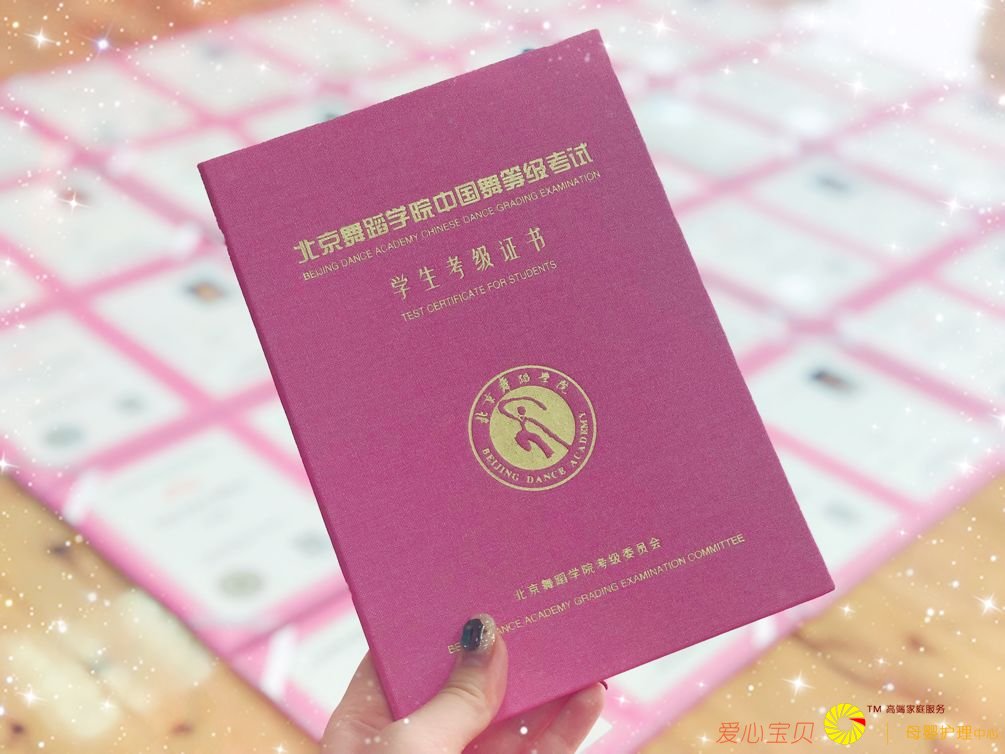 北京舞蹈学院中国舞等级考试
BEIJING DANCE ACADEMY CHINESE DANCE GRADING EXAMINATION
学生考级证书
TEST CERTIFICATE FOR STUDENTS
北京舞蹈学院
BEIJING DANCE ACADEMY
北京舞蹈学院考级委员会
DANCE ACADEMY GRADING EXAMINATION COMMITTEE
爱心宝贝 TM 高端家庭服务
母婴护理中心